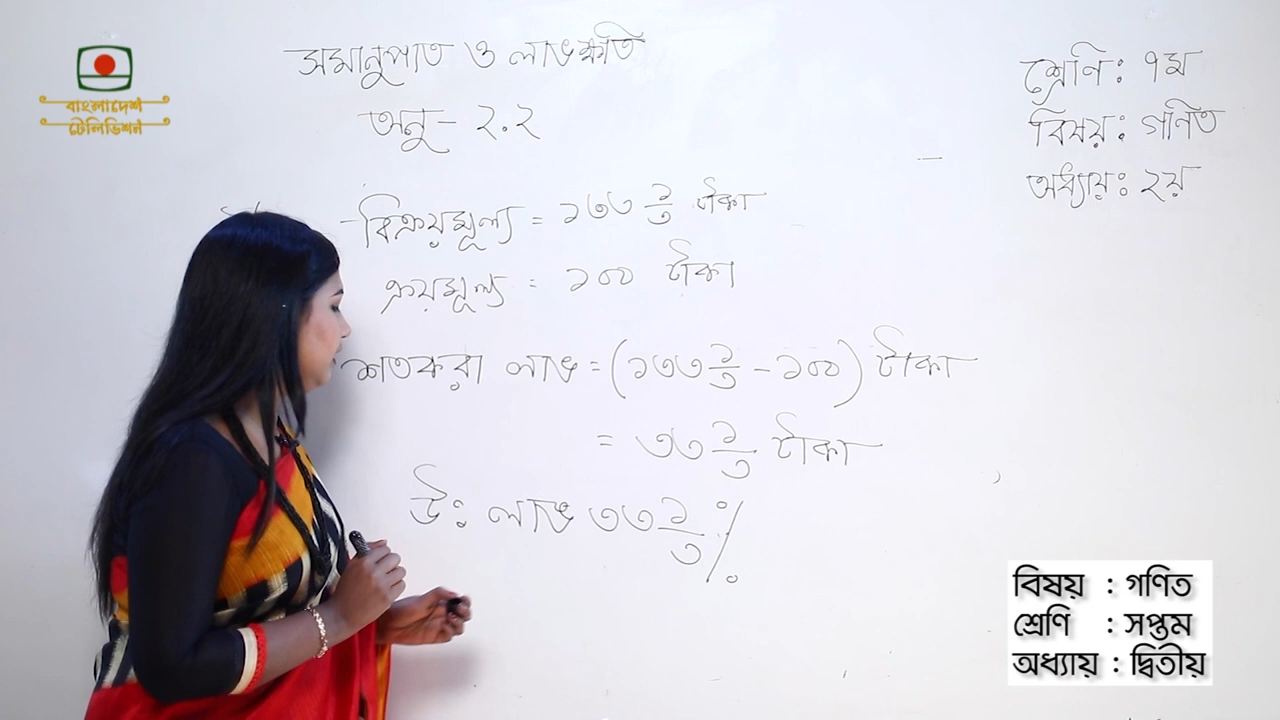 বাংলাদেশ
টেলিভিশন
সমানুপাত ও লাভক্ষতি
অনু- ২.২
শ্রেণি: ৭ম
বিষয়: গণিত
অধ্যায়: ২য়
বিক্রয়মূল্য = ১৩৩ ১/৩ টাকা
ক্রয়মূল্য = ১০০ টাকা
শতকরা লাভ = (১৩৩ ১/৩ - ১০০) টাকা
= ৩৩ ১/৩ টাকা
উ: লাভ ৩৩ ১/৩ %
বিষয় : গণিত
শ্রেণি : সপ্তম
অধ্যায় : দ্বিতীয়